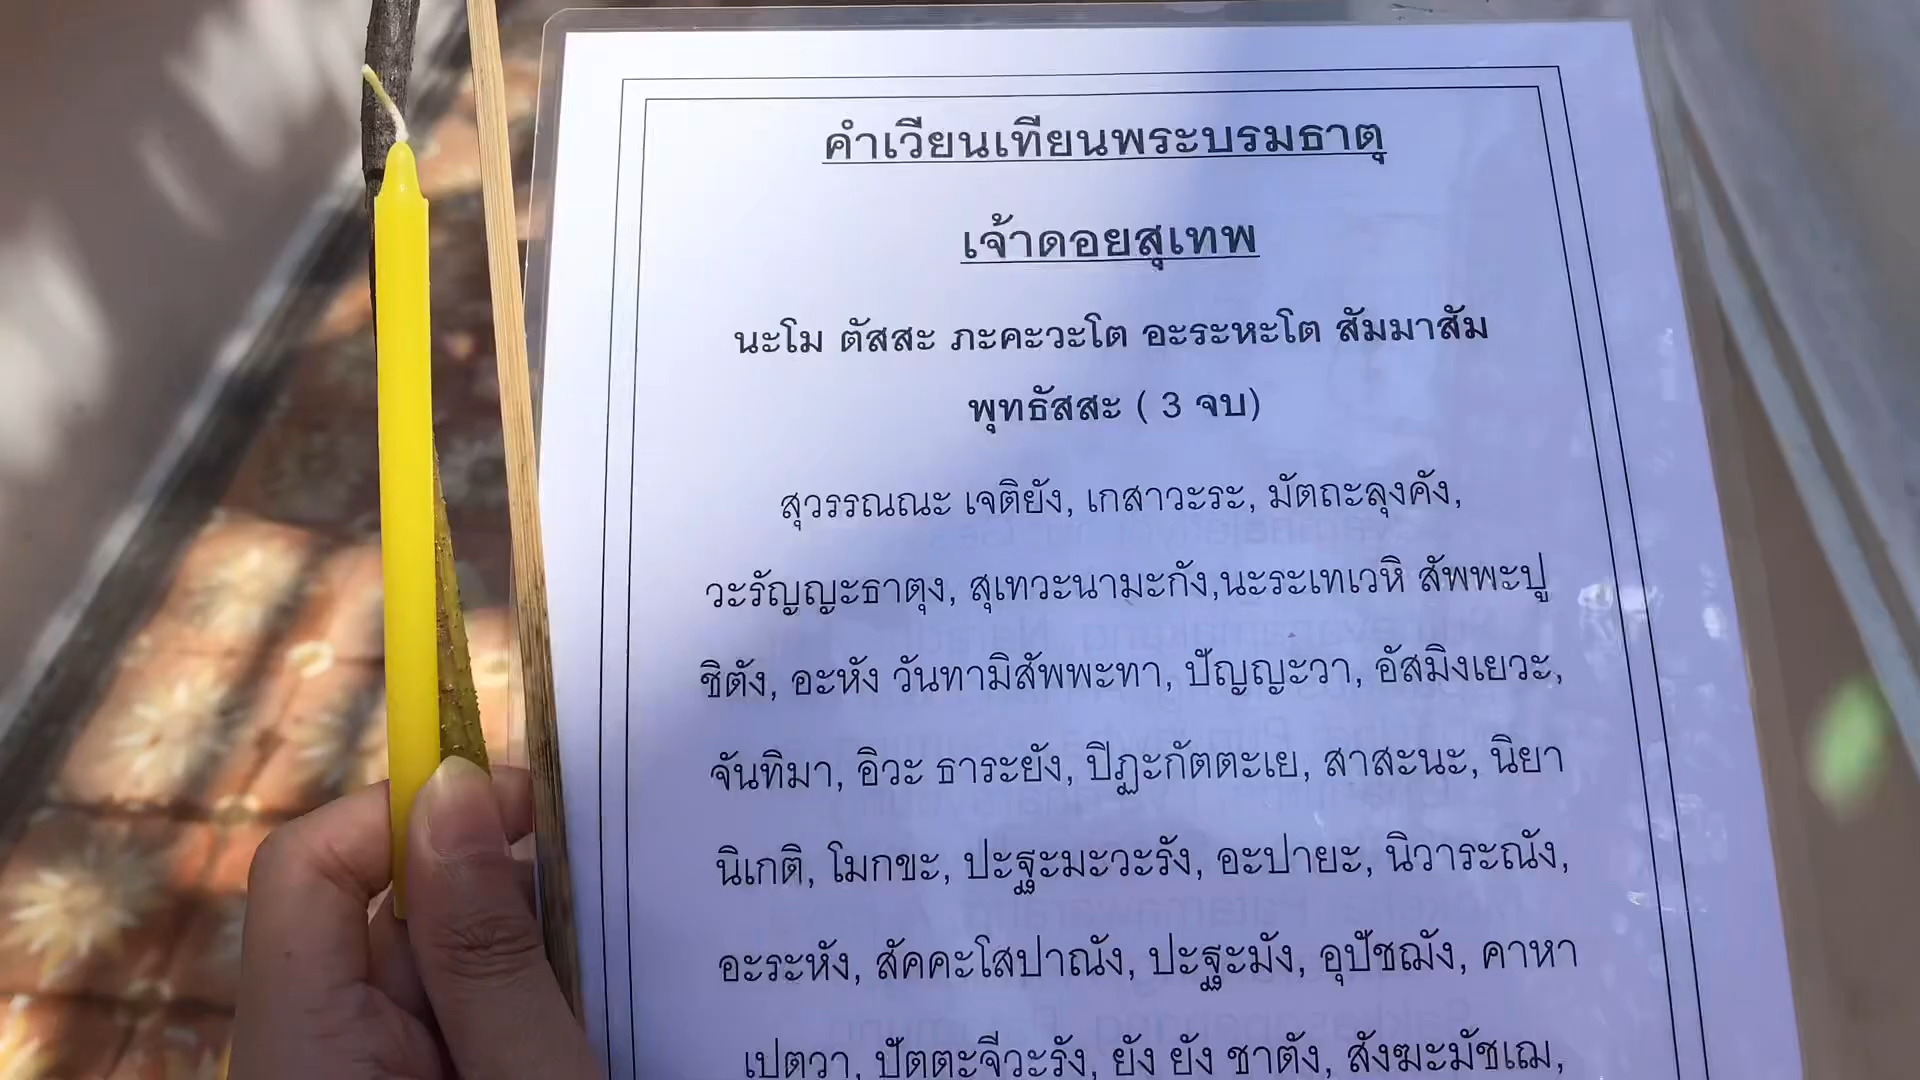 คำเวียนเทียนพระบรมธาตุ
เจ้าดอยสุเทพ
นะโม ตัสสะ ภะคะวะโต อะระหะโต สัมมาสัม
พุทธัสสะ ( 3 จบ)
สุวรรณณะ เจติยัง, เกสาวะระ, มัตถะลุงคัง,
วะรัญญะธาตุง, สุเทวะนามะกัง,นะระเทเวหิ สัพพะปู
ชิตัง, อะหัง วันทามิสัพพะทา, ปัญญะวา, อัสมิงเยวะ,
จันทิมา, อิวะ ธาระยัง, ปิฏะกัตตะเย, สาสะนะ, นิยา
นิเกติ, โมกขะ, ปะฐะมะวะรัง, อะปายะ, นิวาระณัง,
อะระหัง, สัคคะโสปาณัง, ปะฐะมัง, อุปัชฌัง, คาหา
เปตวา, ปัตตะจีวะรัง, ยัง ยัง ชาตัง, สังฆะมัชเฌ,